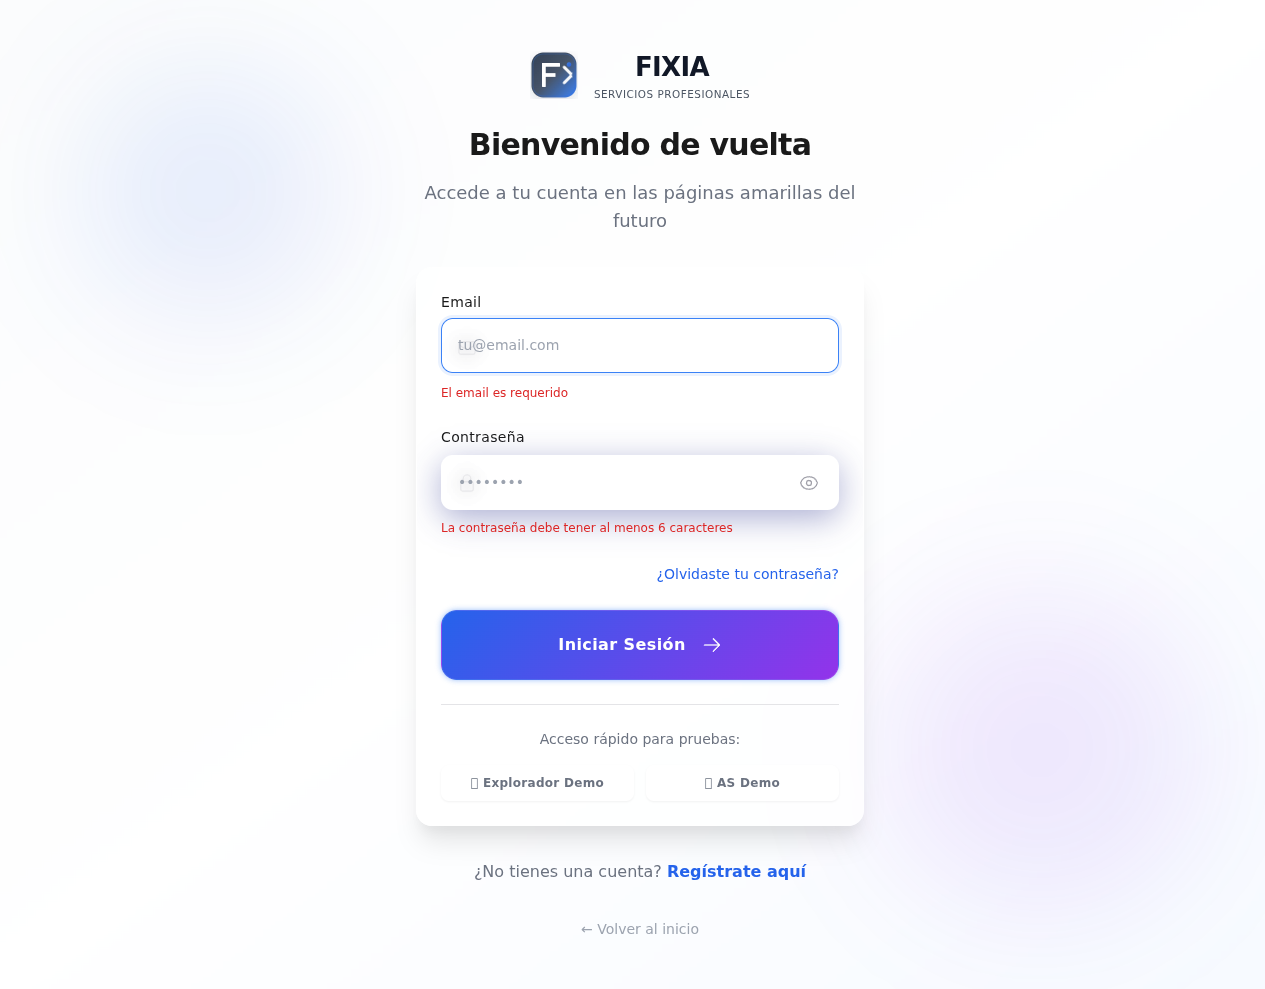 FIXIA
SERVICIOS PROFESIONALES
Bienvenido de vuelta
Accede a tu cuenta en las páginas amarillas del
futuro
Email
tu@email.com
El email es requerido
Contraseña
••••••••
La contraseña debe tener al menos 6 caracteres
¿Olvidaste tu contraseña?
Iniciar Sesión →
Acceso rápido para pruebas:
Explorador Demo
AS Demo
¿No tienes una cuenta? Regístrate aquí
← Volver al inicio